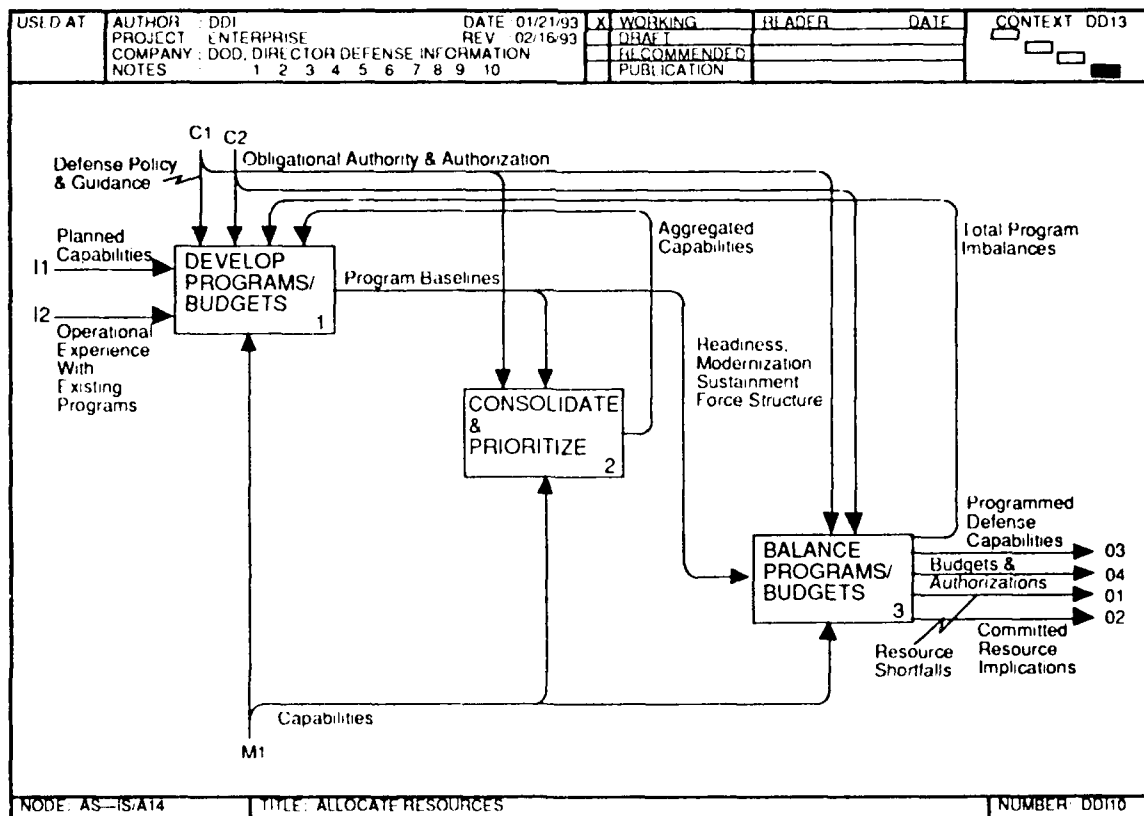 USED AT
AUTHOR : DDI DATE 01/21/93
PROJECT : ENTERPRISE REV 02/16/93
COMPANY : DOD, DIRECTOR DEFENSE INFORMATION
NOTES : 1 2 3 4 5 6 7 8 9 10
X WORKING
DRAFT
RECOMMENDED
PUBLICATION
READER DATE
CONTEXT DD13
C1 C2
Defense Policy
& Guidance
Obligational Authority & Authorization
Planned
Capabilities
I1
I2
Operational
Experience
With
Existing
Programs
DEVELOP
PROGRAMS/
BUDGETS
1
Program Baselines
Aggregated
Capabilities
Total Program
Imbalances
CONSOLIDATE
&
PRIORITIZE
2
Readiness,
Modernization
Sustainment
Force Structure
BALANCE
PROGRAMS/
BUDGETS
3
Programmed
Defense
Capabilities
03
Budgets &
Authorizations
04
01
02
Resource
Shortfalls
Committed
Resource
Implications
Capabilities
M1
NODE: AS—IS/A14
TITLE: ALLOCATE RESOURCES
NUMBER: DDI10